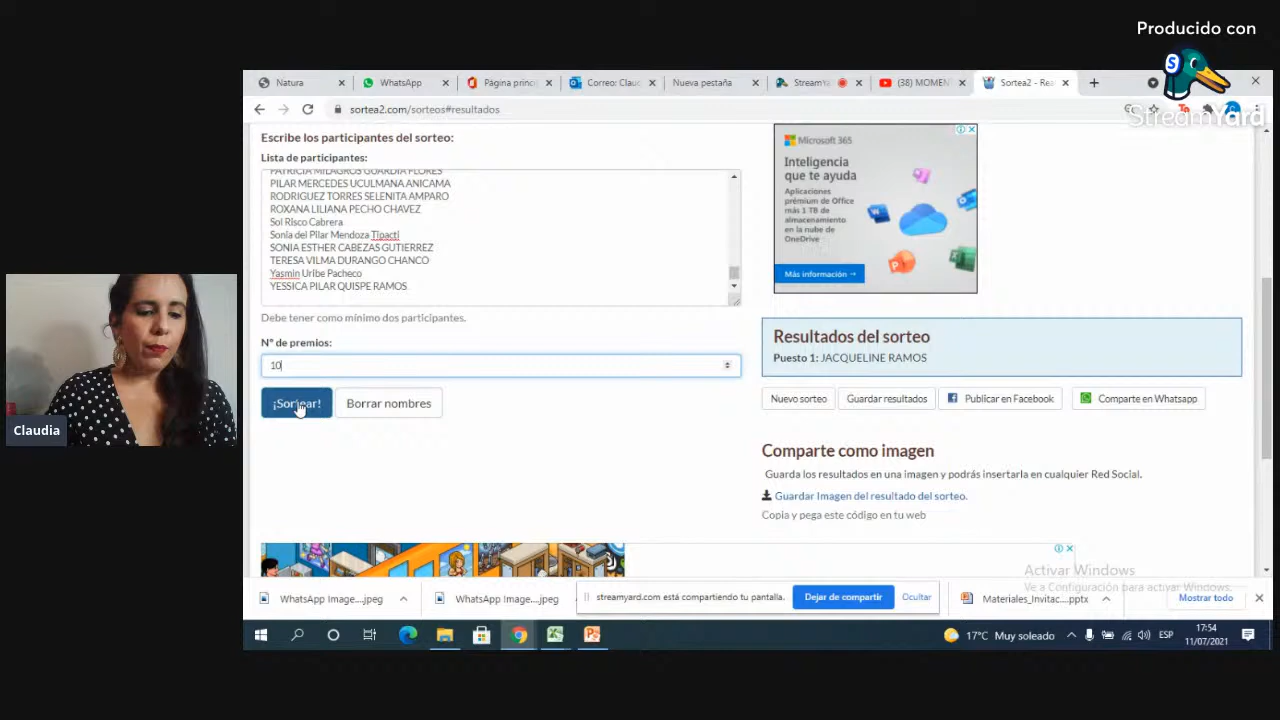 Producido con
StreamYard
Natura
WhatsApp
Página princi
Correo: Clau
Nueva pestaña
StreamYa
(38) MOMEN
Sortea2 - Rea
sortea2.com/sorteos#resultados
Escribe los participantes del sorteo:
Lista de participantes:
PATRICIA MILAGROS GUARDIA FLORES
PILAR MERCEDES UCULMANA ANICAMA
RODRIGUEZ TORRES SELENITA AMPARO
ROXANA LILIANA PECHO CHAVEZ
Sol Risco Cabrera
Sonia del Pilar Mendoza Tipactl
SONIA ESTHER CABEZAS GUTIERREZ
TERESA VILMA DURANGO CHANCO
Yasmin Uribe Pacheco
YESSICA PILAR QUISPE RAMOS
Debe tener como mínimo dos participantes.
Nº de premios:
10
¡Sortear!
Borrar nombres
Microsoft 365
Inteligencia
que te ayuda
Aplicaciones
prémium de Office
más 1 TB de
almacenamiento
en la nube de
OneDrive
Más información →
Resultados del sorteo
Puesto 1: JACQUELINE RAMOS
Nuevo sorteo
Guardar resultados
Publicar en Facebook
Comparte en Whatsapp
Comparte como imagen
Guarda los resultados en una imagen y podrás insertarla en cualquier Red Social.
Guardar Imagen del resultado del sorteo.
Copia y pega este código en tu web
Claudia
Activar Windows
Ve a Configuración para activar Windows.
WhatsApp Image....jpeg
WhatsApp Image....jpeg
streamyard.com está compartiendo tu pantalla.
Dejar de compartir
Ocultar
Materiales_Invitac....pptx
Mostrar todo
17°C Muy soleado
ESP
17:54
11/07/2021